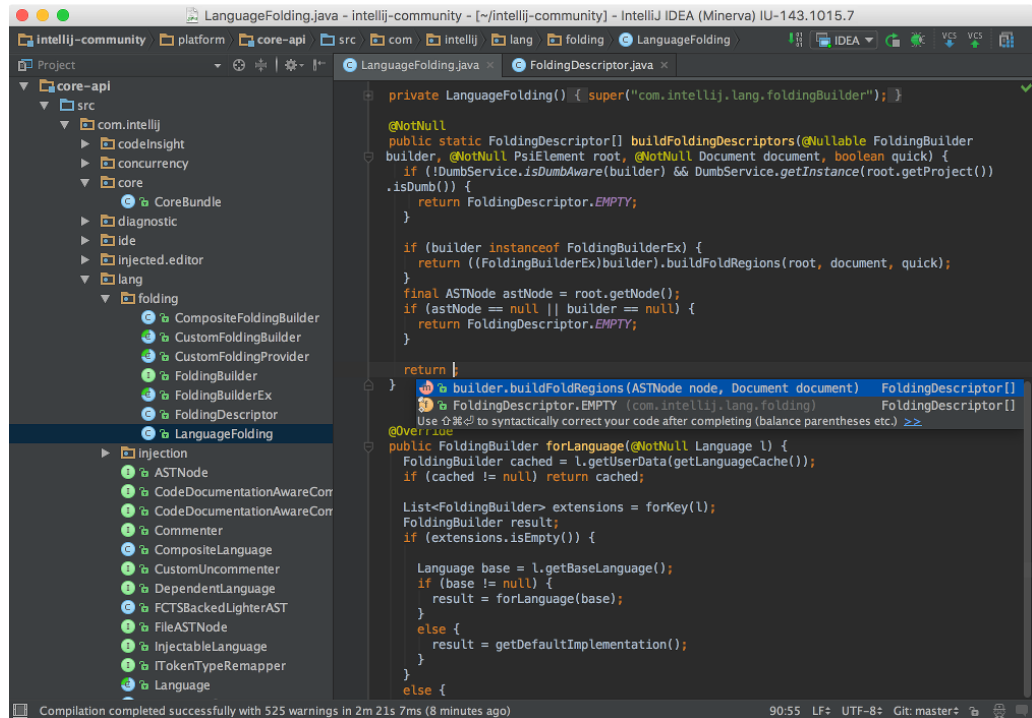 LanguageFolding.java - intellij-community - [~/intellij-community] - IntelliJ IDEA (Minerva) IU-143.1015.7
intellij-community platform core-api src com intellij lang folding LanguageFolding IDEA VCS VCS
Project
LanguageFolding.java FoldingDescriptor.java
core-api
src
com.intellij
codeInsight
concurrency
core
CoreBundle
diagnostic
ide
injected.editor
lang
folding
CompositeFoldingBuilder
CustomFoldingBuilder
CustomFoldingProvider
FoldingBuilder
FoldingBuilderEx
FoldingDescriptor
LanguageFolding
injection
ASTNode
CodeDocumentationAwareCom
CodeDocumentationAwareCom
Commenter
CompositeLanguage
CustomUncommenter
DependentLanguage
FCTSBackedLighterAST
FileASTNode
InjectableLanguage
ITokenTypeRemapper
Language
private LanguageFolding() { super("com.intellij.lang.foldingBuilder"); }
@NotNull
public static FoldingDescriptor[] buildFoldingDescriptors(@Nullable FoldingBuilder
builder, @NotNull PsiElement root, @NotNull Document document, boolean quick) {
if (!DumbService.isDumbAware(builder) && DumbService.getInstance(root.getProject())
.isDumb()) {
return FoldingDescriptor.EMPTY;
}
if (builder instanceof FoldingBuilderEx) {
return ((FoldingBuilderEx)builder).buildFoldRegions(root, document, quick);
}
final ASTNode astNode = root.getNode();
if (astNode == null || builder == null) {
return FoldingDescriptor.EMPTY;
}
return ;
}
builder.buildFoldRegions(ASTNode node, Document document) FoldingDescriptor[]
FoldingDescriptor.EMPTY (com.intellij.lang.folding) FoldingDescriptor[]
Use ⇧⌘⏎ to syntactically correct your code after completing (balance parentheses etc.) >>
@Override
public FoldingBuilder forLanguage(@NotNull Language l) {
FoldingBuilder cached = l.getUserData(getLanguageCache());
if (cached != null) return cached;
List<FoldingBuilder> extensions = forKey(l);
FoldingBuilder result;
if (extensions.isEmpty()) {
Language base = l.getBaseLanguage();
if (base != null) {
result = forLanguage(base);
}
else {
result = getDefaultImplementation();
}
}
else {
Compilation completed successfully with 525 warnings in 2m 21s 7ms (8 minutes ago) 90:55 LF UTF-8 Git: master